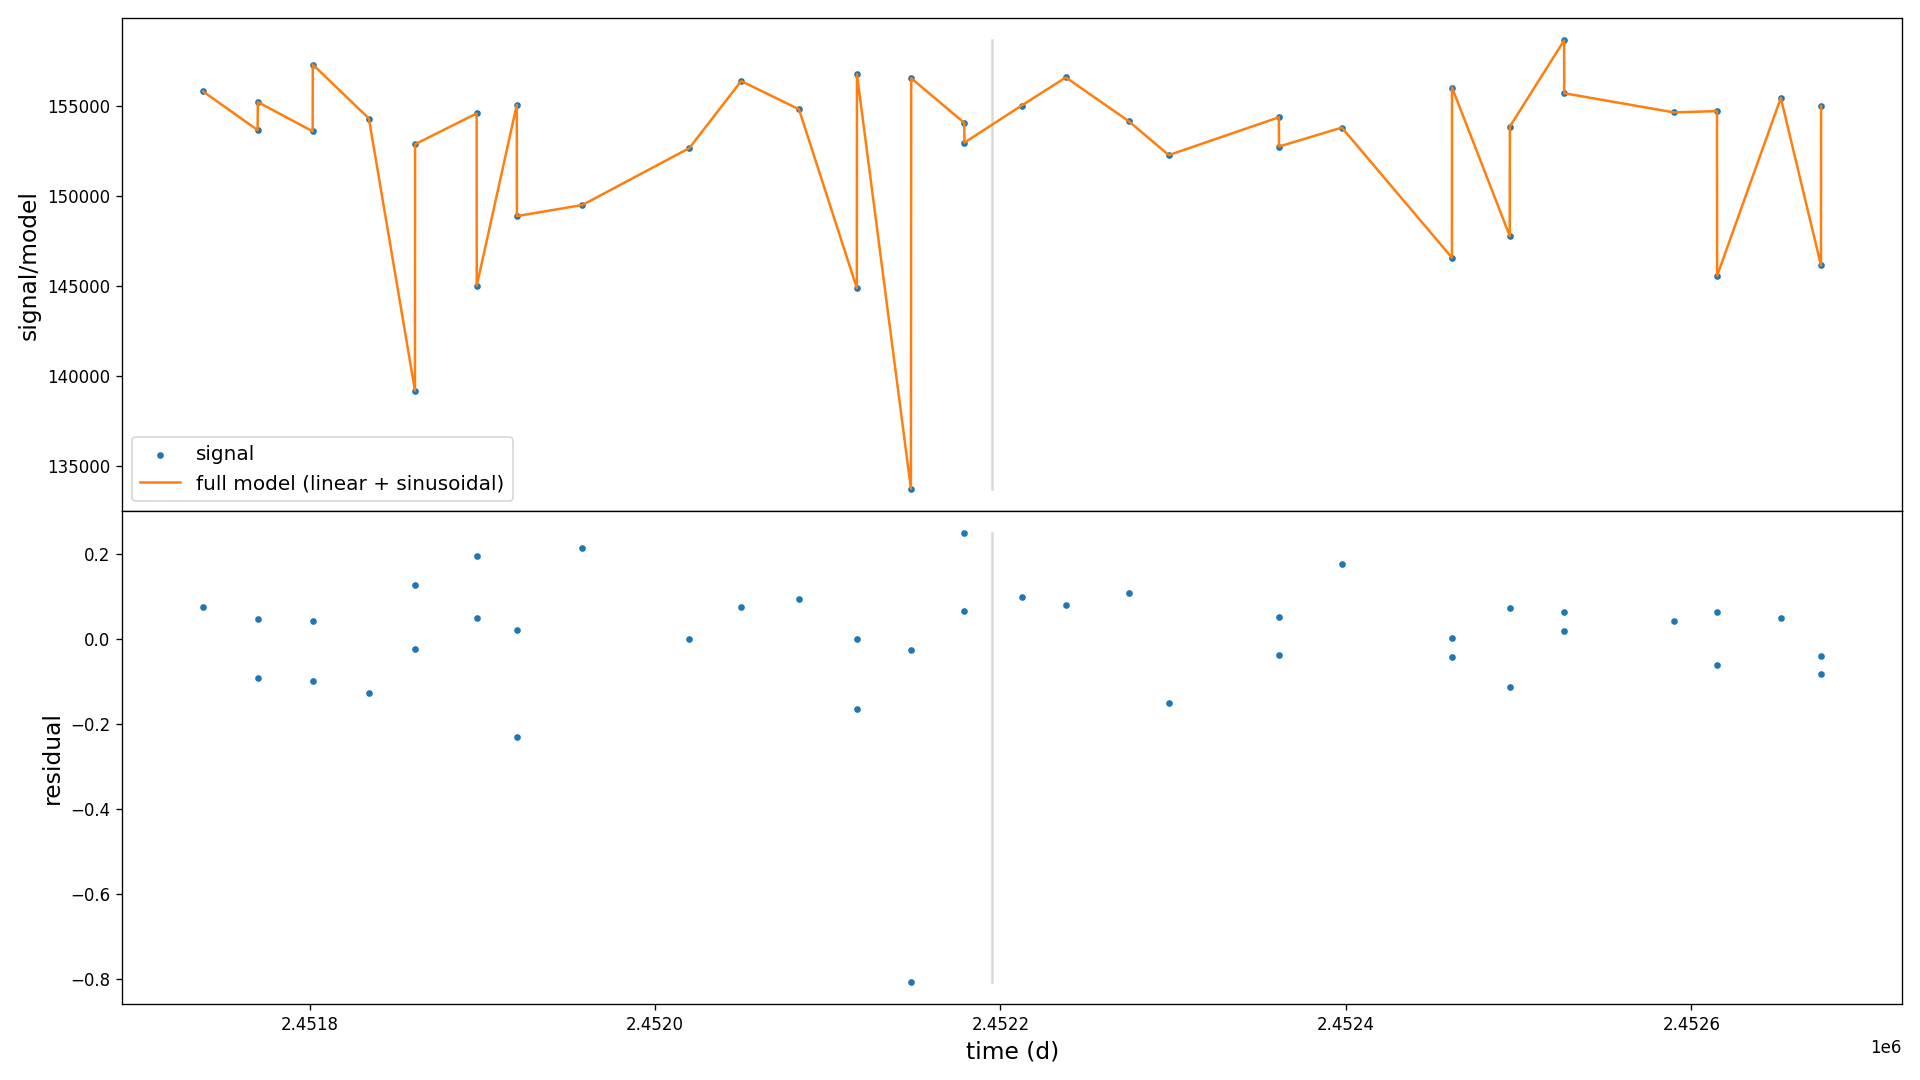 155000
150000
145000
140000
135000
signal/model
signal
full model (linear + sinusoidal)
0.2
0.0
−0.2
−0.4
−0.6
−0.8
residual
2.4518
2.4520
2.4522
2.4524
2.4526
1e6
time (d)